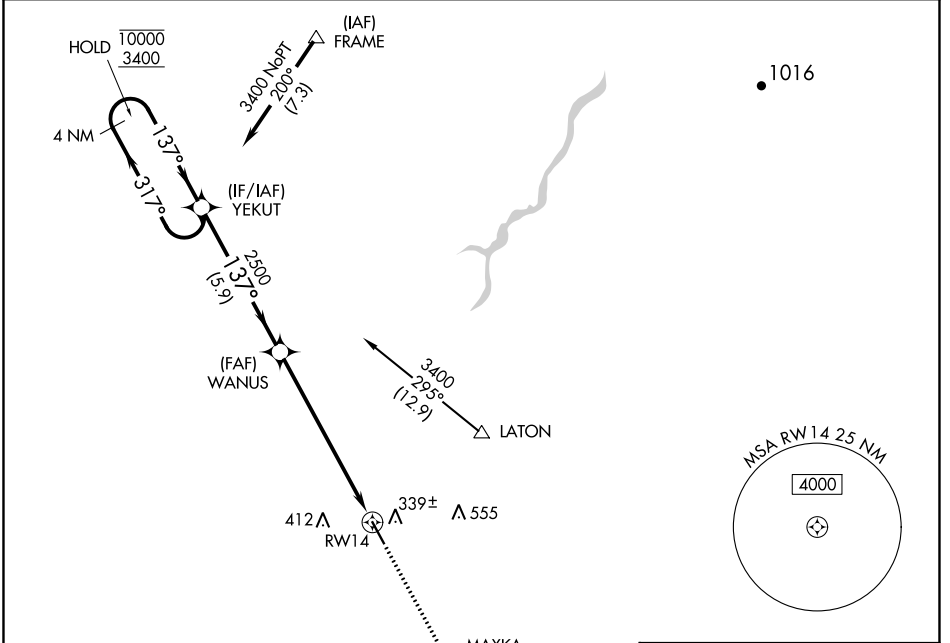 (IAF)
FRAME
HOLD 10000
3400
3400 NoPT
200°
(7.3)
1016
4 NM
137°
317°
(IF/IAF)
YEKUT
2500
137°
(5.9)
(FAF)
WANUS
3400
295°
(12.9)
LATON
MSA RW14 25 NM
4000
412
339±
555
RW14